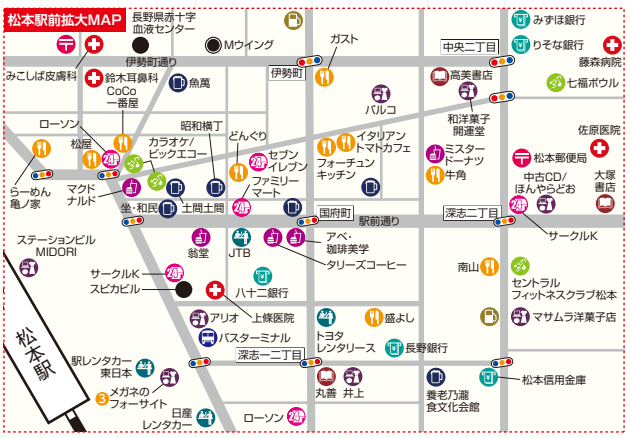 松本駅前拡大MAP
長野県赤十字
血液センター
Mウイング
ガスト
中央二丁目
みずほ銀行
りそな銀行
藤森病院
伊勢町通り
伊勢町
みこしば皮膚科
鈴木耳鼻科
CoCo
一番屋
魚萬
高美書店
七福ボウル
パルコ
和洋菓子
開運堂
ローソン
24h
松屋
カラオケ/
ビックエコー
昭和横丁
どんぐり
24h
セブン
イレブン
イタリアン
トマトカフェ
フォーチュン
キッチン
ミスター
ドーナツ
牛角
佐原医院
松本郵便局
らーめん
亀ノ家
マクド
ナルド
坐・和民
土間土間
24h
ファミリー
マート
中古CD/
ほんやらどお
大塚
書店
国府町
駅前通り
深志二丁目
24h
サークルK
ステーションビル
MIDORI
翁堂
JTB
アベ・
珈琲美学
タリーズコーヒー
サークルK
24h
スピカビル
八十二銀行
上條医院
南山
セントラル
フィットネスクラブ松本
アリオ
バスターミナル
トヨタ
レンタリース
盛よし
長野銀行
マサムラ洋菓子店
松本駅
深志一二丁目
駅レンタカー
東日本
3
メガネの
フォーサイト
丸善
井上
養老乃瀧
食文化会館
松本信用金庫
日産
レンタカー
ローソン
24h